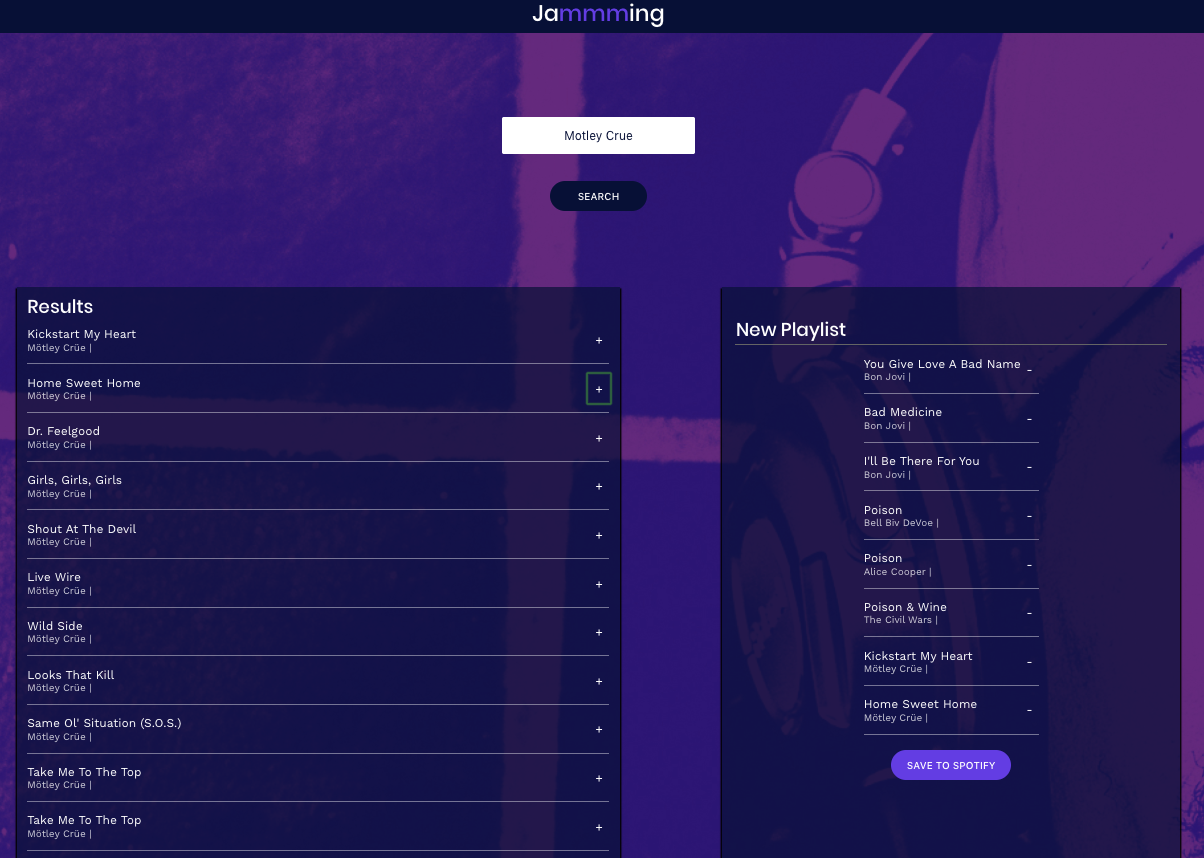 Jammming
Motley Crue
SEARCH
Results
Kickstart My Heart
Mötley Crüe |
+
Home Sweet Home
Mötley Crüe |
+
Dr. Feelgood
Mötley Crüe |
+
Girls, Girls, Girls
Mötley Crüe |
+
Shout At The Devil
Mötley Crüe |
+
Live Wire
Mötley Crüe |
+
Wild Side
Mötley Crüe |
+
Looks That Kill
Mötley Crüe |
+
Same Ol' Situation (S.O.S.)
Mötley Crüe |
+
Take Me To The Top
Mötley Crüe |
+
Take Me To The Top
Mötley Crüe |
+
New Playlist
You Give Love A Bad Name
Bon Jovi |
-
Bad Medicine
Bon Jovi |
-
I'll Be There For You
Bon Jovi |
-
Poison
Bell Biv DeVoe |
-
Poison
Alice Cooper |
-
Poison & Wine
The Civil Wars |
-
Kickstart My Heart
Mötley Crüe |
-
Home Sweet Home
Mötley Crüe |
-
SAVE TO SPOTIFY